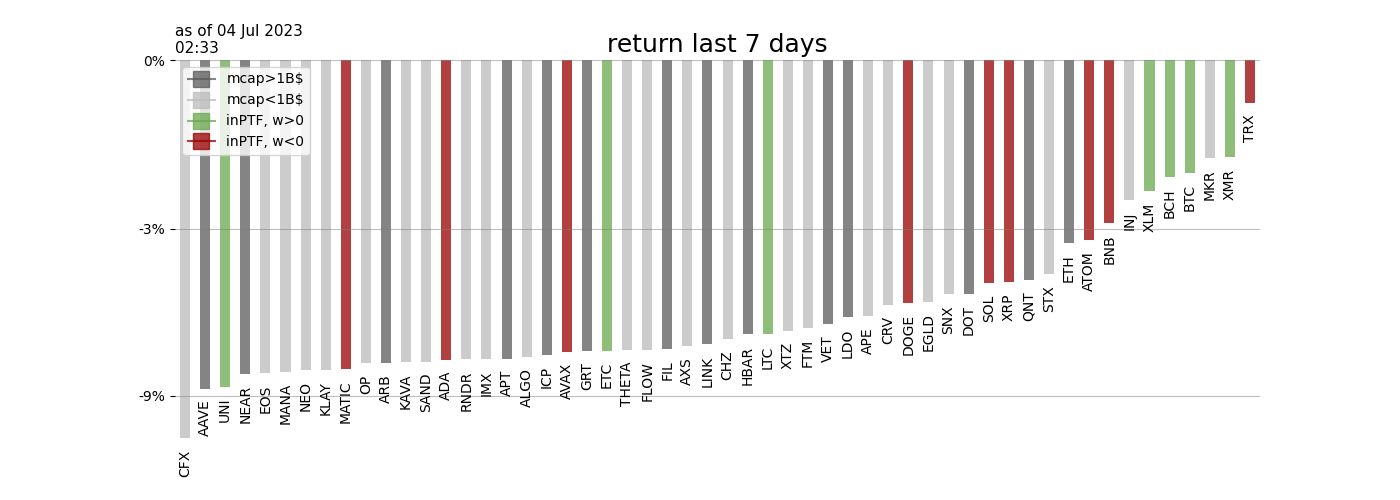 as of 04 Jul 2023
02:33
return last 7 days
0%
-3%
-9%
mcap>1B$
mcap<1B$
inPTF, w>0
inPTF, w<0
CFX
AAVE
UNI
NEAR
EOS
MANA
NEO
KLAY
MATIC
OP
ARB
KAVA
SAND
ADA
RNDR
IMX
APT
ALGO
ICP
AVAX
GRT
ETC
THETA
FLOW
FIL
AXS
LINK
CHZ
HBAR
LTC
XTZ
FTM
VET
LDO
APE
CRV
DOGE
EGLD
SNX
DOT
SOL
XRP
QNT
STX
ETH
ATOM
BNB
INJ
XLM
BCH
BTC
MKR
XMR
TRX